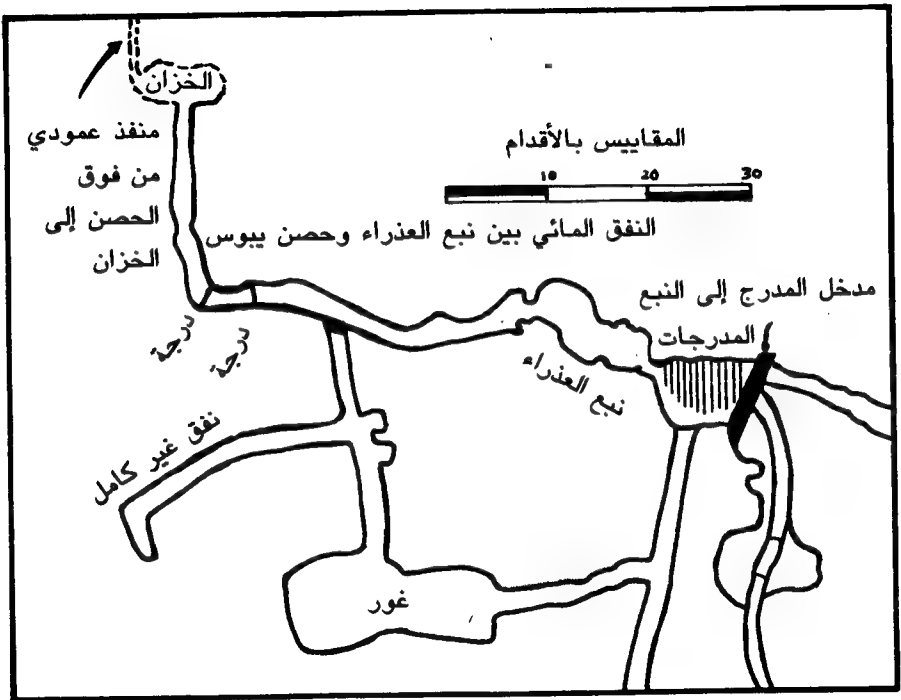 الخزان
منفذ عمودي
من فوق
الحصن إلى
الخزان
المقاييس بالأقدام
10 20 30
النفق المائي بين نبع العذراء وحصن يبوس
مدخل المدرج إلى النبع
المدرجات
درجة
درجة
نبع العذراء
نفق غير كامل
غور